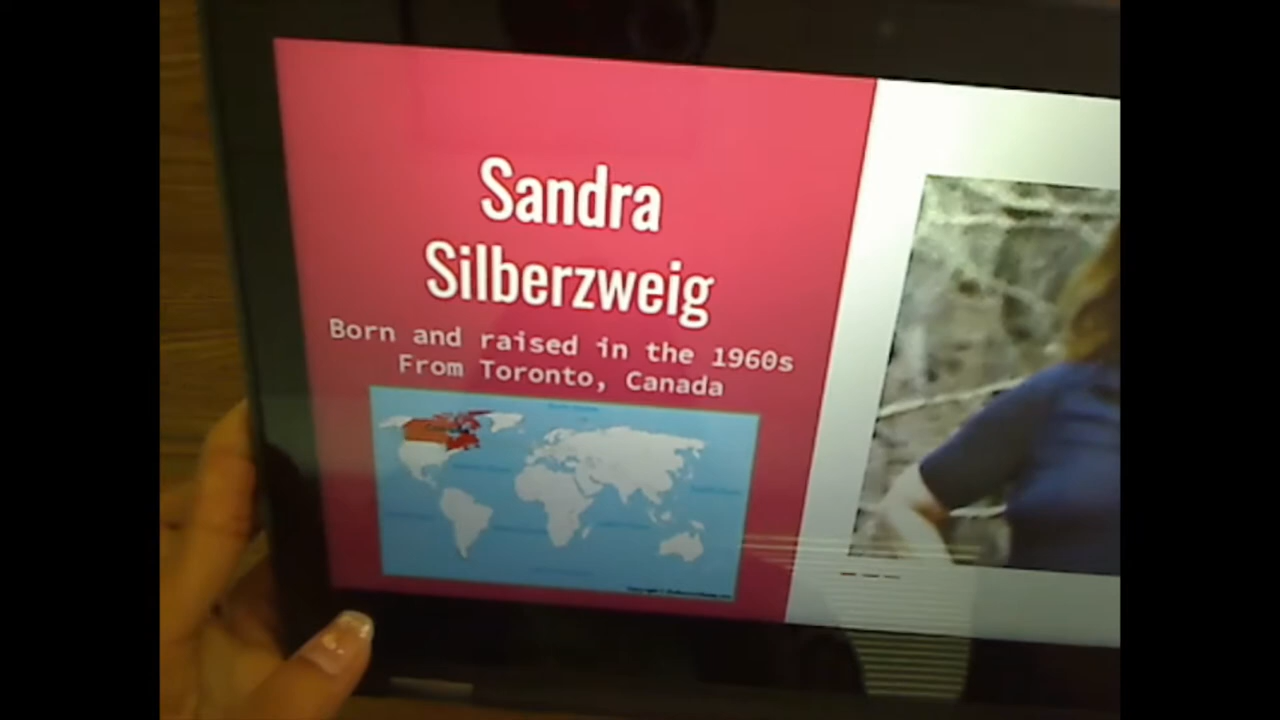 Sandra
Silberzweig
Born and raised in the 1960s
From Toronto, Canada